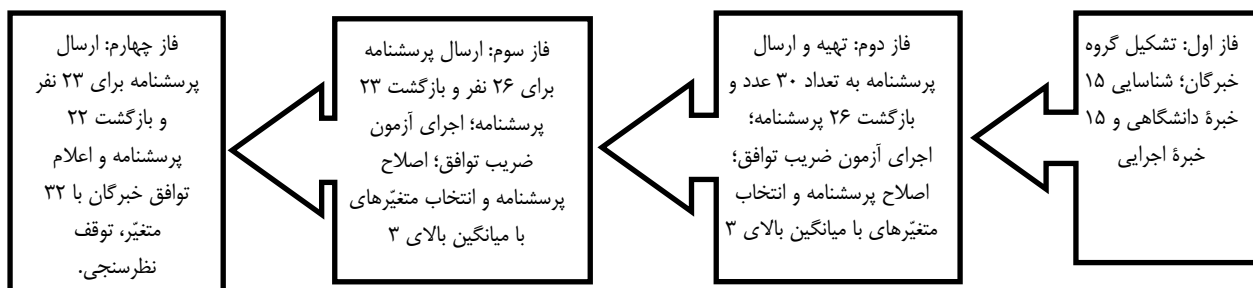 فاز اول: تشکیل گروه
خبرگان؛ شناسایی ۱۵
خبرهٔ دانشگاهی و ۱۵
خبرهٔ اجرایی
فاز دوم: تهیه و ارسال
پرسشنامه به تعداد ۳۰ عدد و
بازگشت ۲۶ پرسشنامه؛
اجرای آزمون ضریب توافق؛
اصلاح پرسشنامه و انتخاب
متغیّرهای با میانگین بالای ۳
فاز سوم: ارسال پرسشنامه
برای ۲۶ نفر و بازگشت ۲۳
پرسشنامه؛ اجرای آزمون
ضریب توافق؛ اصلاح
پرسشنامه و انتخاب متغیّرهای
با میانگین بالای ۳
فاز چهارم: ارسال
پرسشنامه برای ۲۳ نفر
و بازگشت ۲۲
پرسشنامه و اعلام
توافق خبرگان با ۳۲
متغیّر، توقف
نظرسنجی.